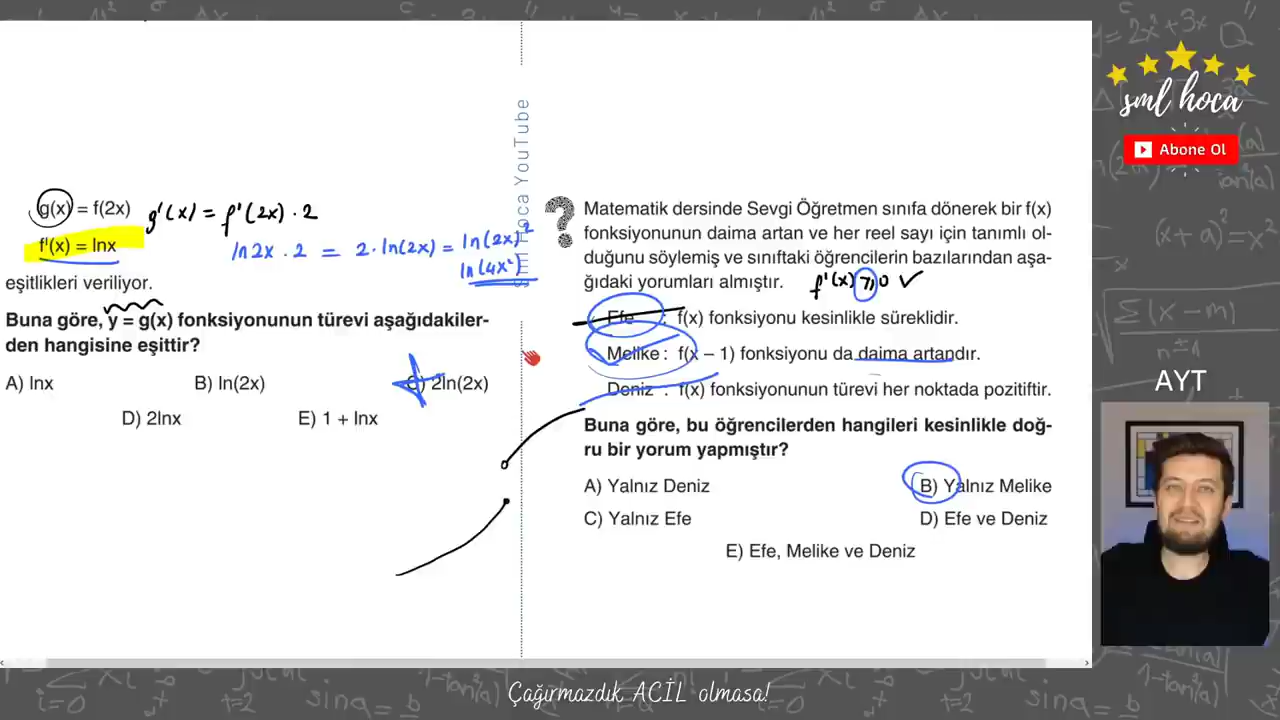 g(x) = f(2x) g'(x) = f'(2x) . 2
f'(x) = lnx
ln2x . 2 = 2 . ln(2x) = ln(2x)²
ln(4x²)
eşitlikleri veriliyor.
Buna göre, y = g(x) fonksiyonunun türevi aşağıdakiler-
den hangisine eşittir?
A) lnx B) ln(2x) C) 2ln(2x)
D) 2lnx E) 1 + lnx
Hoca YouTube
Matematik dersinde Sevgi Öğretmen sınıfa dönerek bir f(x)
fonksiyonunun daima artan ve her reel sayı için tanımlı ol-
duğunu söylemiş ve sınıftaki öğrencilerin bazılarından aşa-
ğıdaki yorumları almıştır. f'(x) ⩾ 0 ✓
Efe : f(x) fonksiyonu kesinlikle süreklidir.
Melike : f(x – 1) fonksiyonu da daima artandır.
Deniz : f(x) fonksiyonunun türevi her noktada pozitiftir.
Buna göre, bu öğrencilerden hangileri kesinlikle doğ-
ru bir yorum yapmıştır?
A) Yalnız Deniz B) Yalnız Melike
C) Yalnız Efe D) Efe ve Deniz
E) Efe, Melike ve Deniz
sml hoca
Abone Ol
AYT
Çağırmazdık ACİL olmasa!